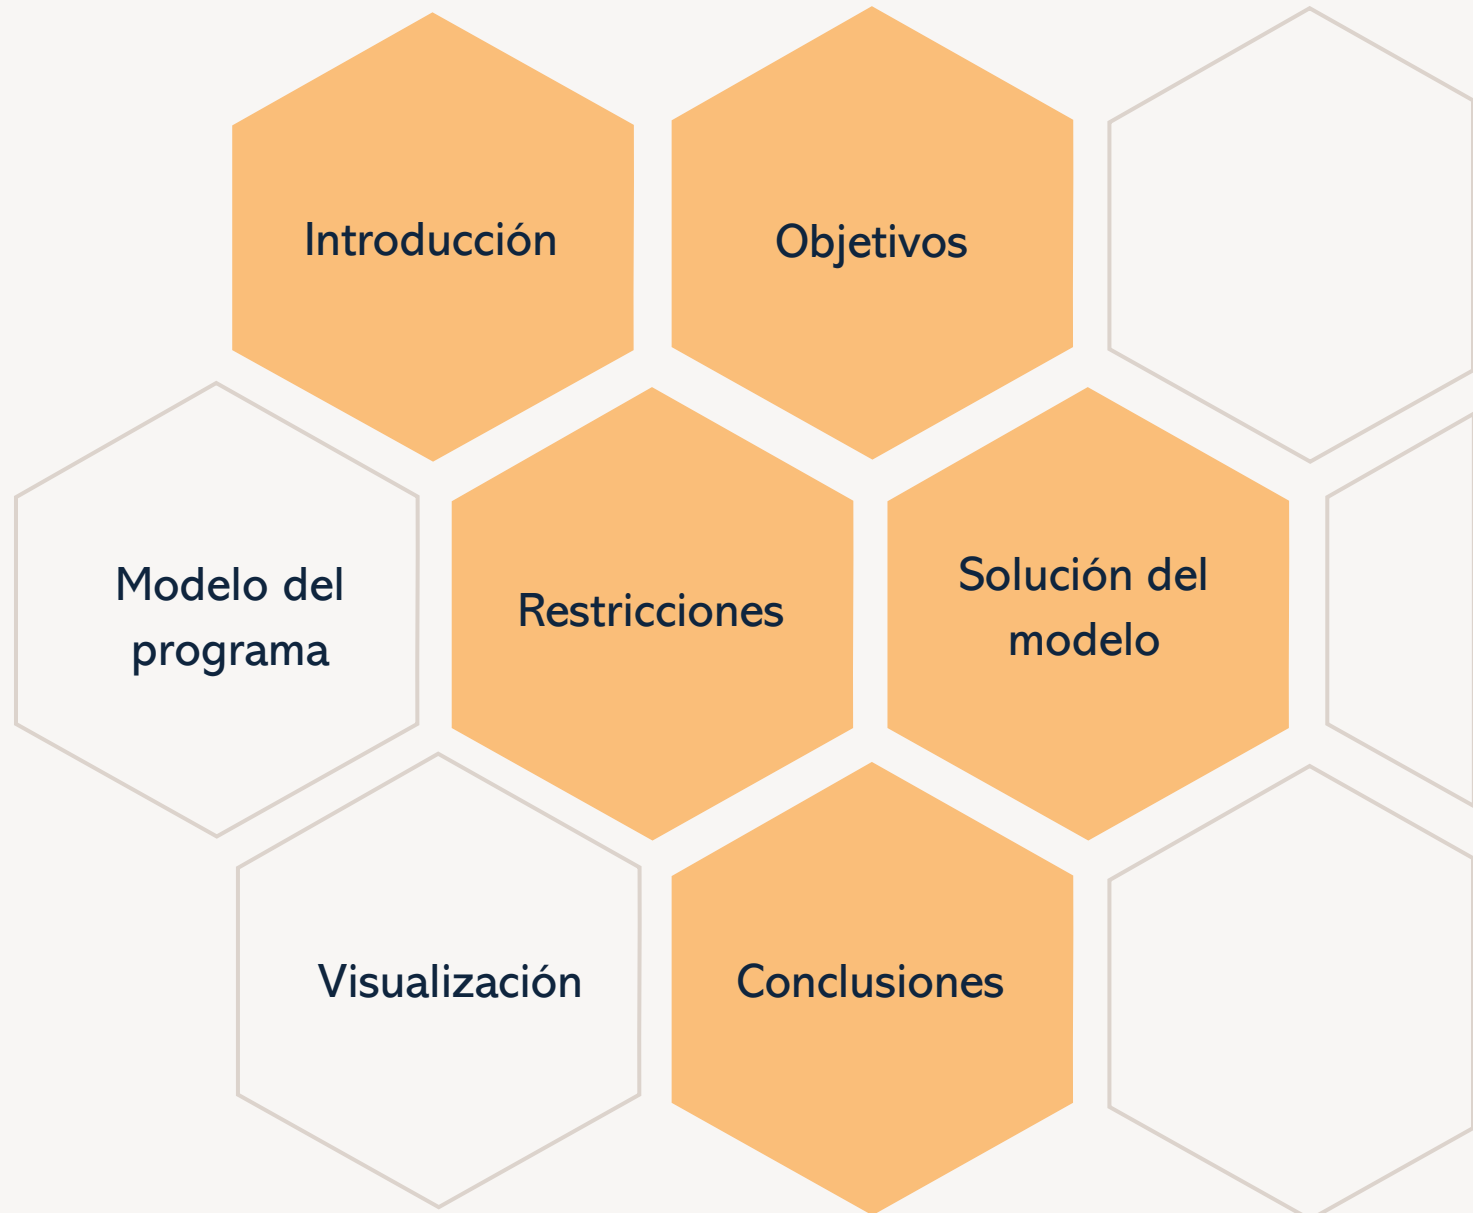 Introducción
Objetivos
Modelo del
programa
Restricciones
Solución del
modelo
Visualización
Conclusiones